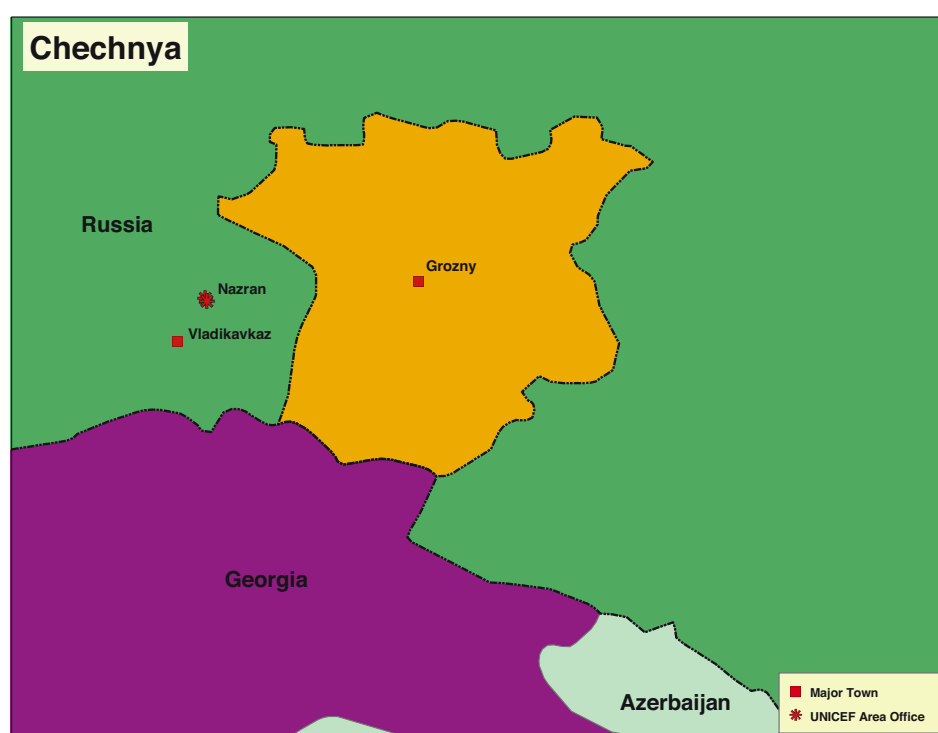 Chechnya
Russia
Grozny
Nazran
Vladikavkaz
Georgia
Azerbaijan
Major Town
UNICEF Area Office